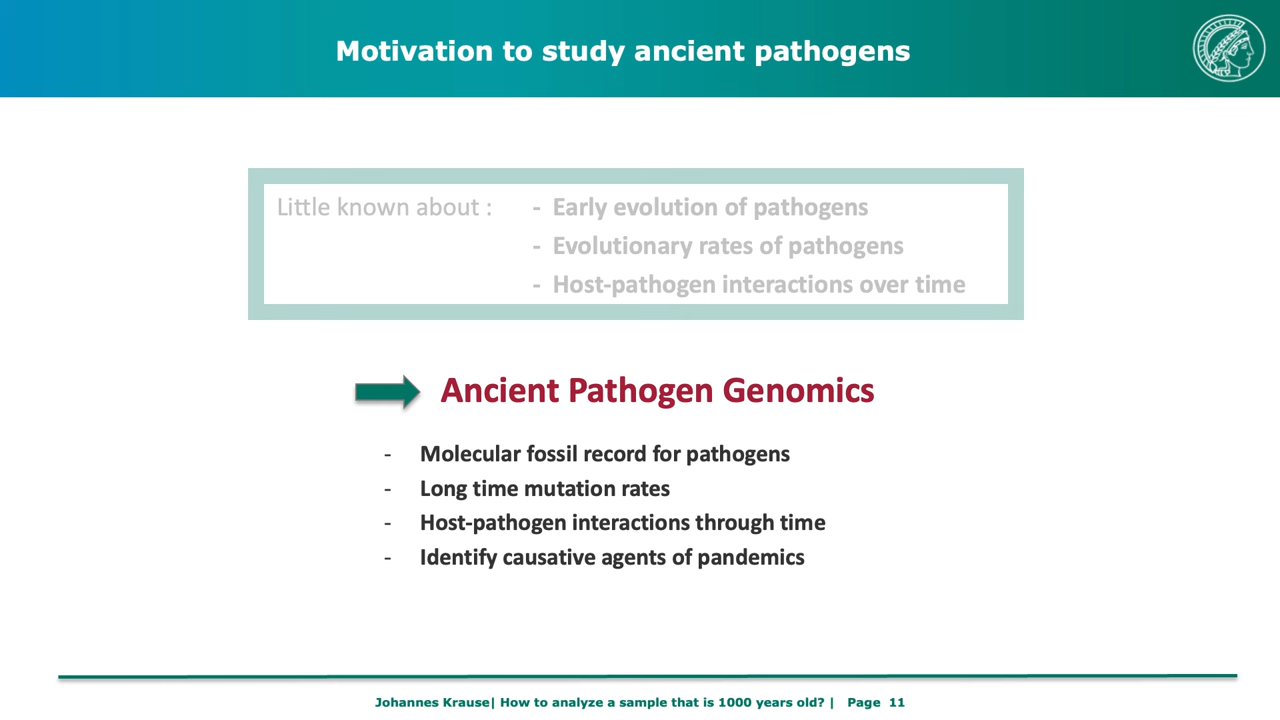 Motivation to study ancient pathogens
Little known about : - Early evolution of pathogens
- Evolutionary rates of pathogens
- Host-pathogen interactions over time
Ancient Pathogen Genomics
- Molecular fossil record for pathogens
- Long time mutation rates
- Host-pathogen interactions through time
- Identify causative agents of pandemics
Johannes Krause| How to analyze a sample that is 1000 years old? | Page 11